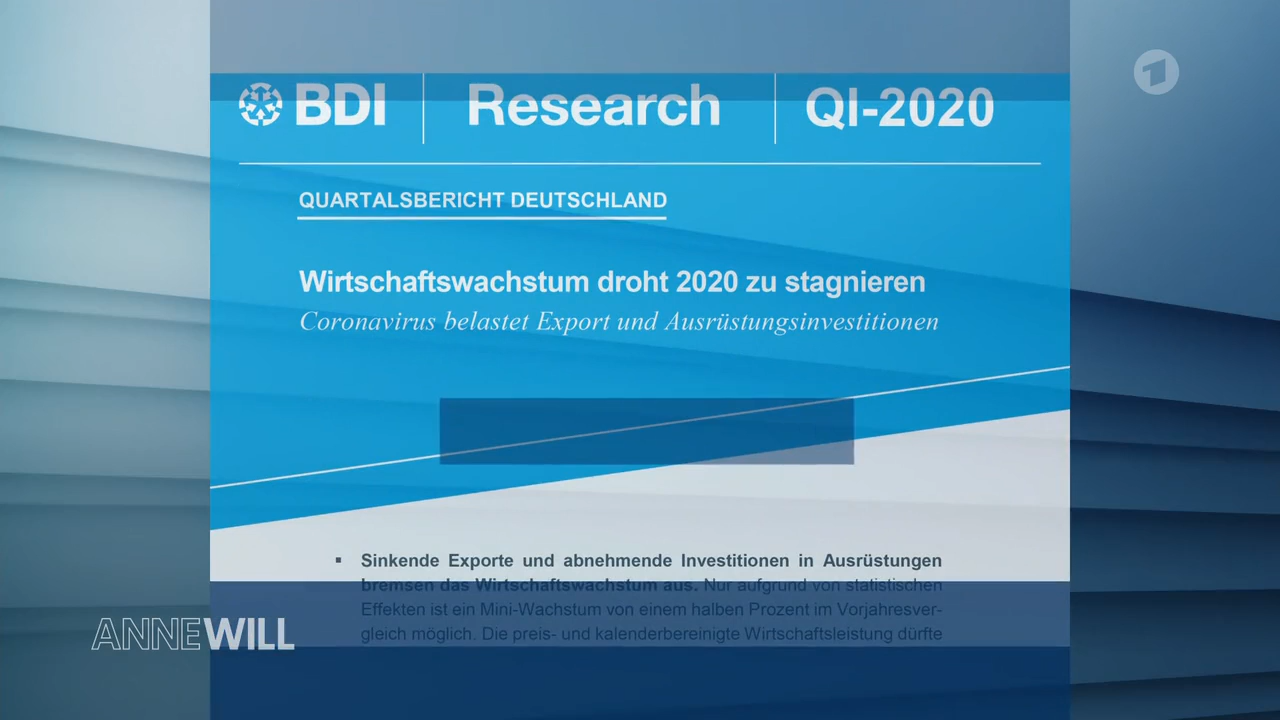 BDI Research QI-2020
1
QUARTALSBERICHT DEUTSCHLAND
Wirtschaftswachstum droht 2020 zu stagnieren
Coronavirus belastet Export und Ausrüstungsinvestitionen
▪ Sinkende Exporte und abnehmende Investitionen in Ausrüstungen
bremsen das Wirtschaftswachstum aus. Nur aufgrund von statistischen
Effekten ist ein Mini-Wachstum von einem halben Prozent im Vorjahresver-
gleich möglich. Die preis- und kalenderbereinigte Wirtschaftsleistung dürfte
ANNEWILL